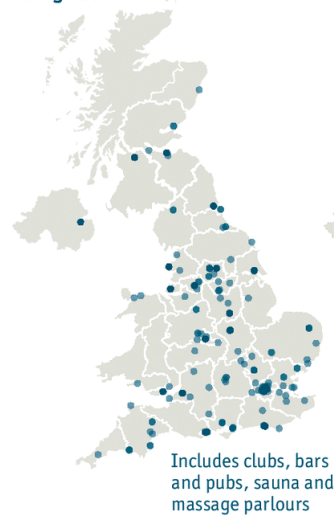 Includes clubs, bars
and pubs, sauna and
massage parlours